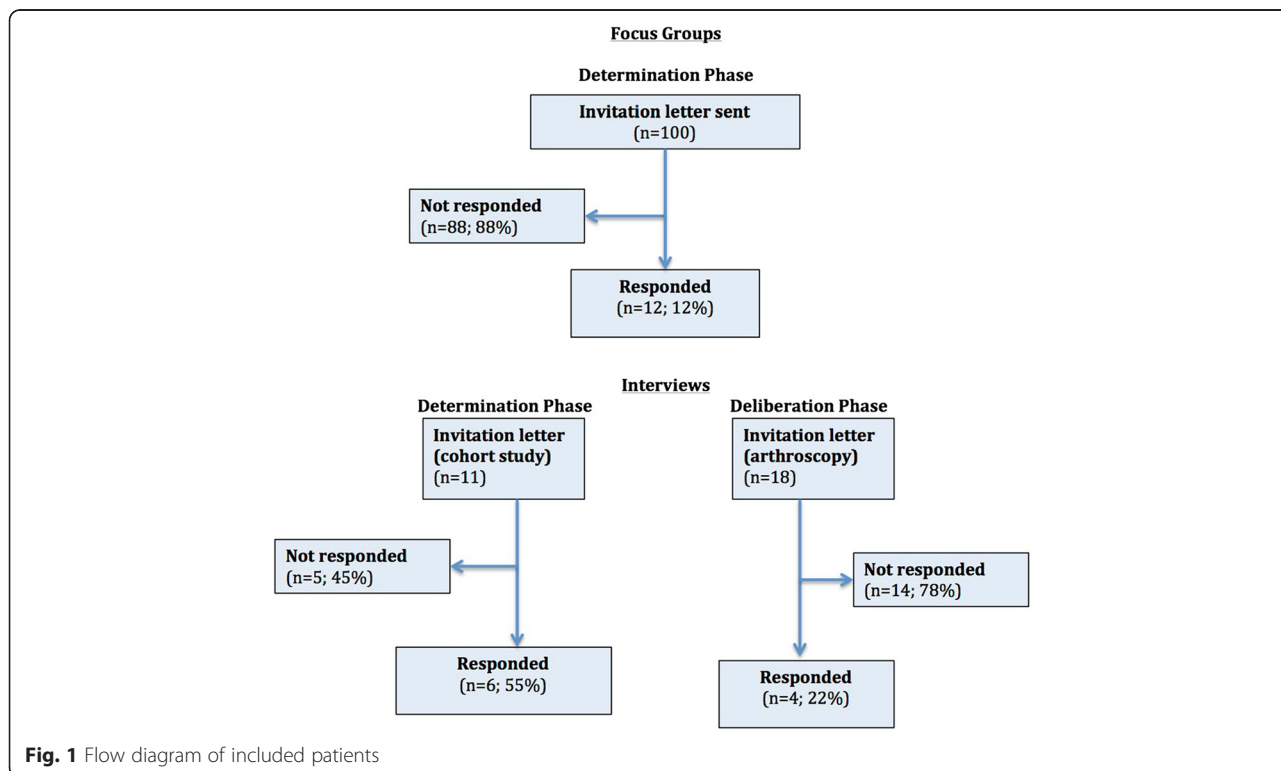 Focus Groups
Determination Phase
Invitation letter sent
(n=100)
Not responded
(n=88; 88%)
Responded
(n=12; 12%)
Interviews
Determination Phase
Invitation letter
(cohort study)
(n=11)
Not responded
(n=5; 45%)
Responded
(n=6; 55%)
Deliberation Phase
Invitation letter
(arthroscopy)
(n=18)
Not responded
(n=14; 78%)
Responded
(n=4; 22%)
Fig. 1 Flow diagram of included patients